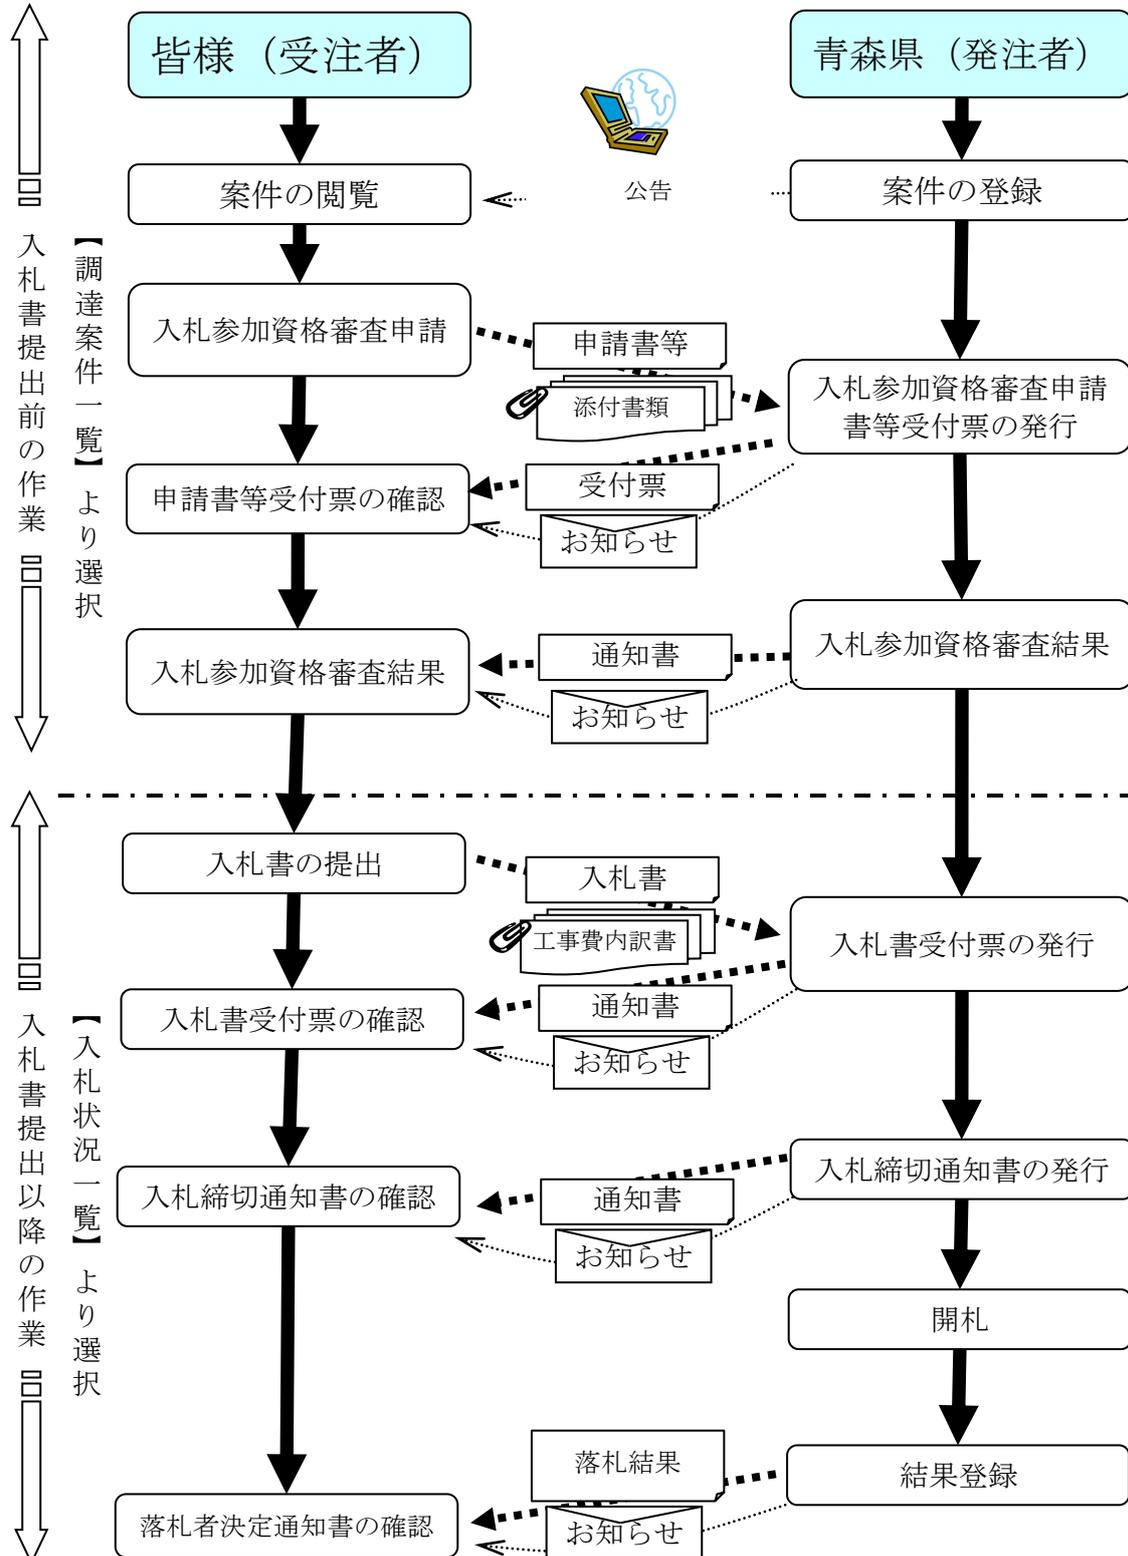 皆様（受注者）
青森県（発注者）
案件の閲覧
公告
案件の登録
入札参加資格審査申請
申請書等
添付書類
入札参加資格審査申請
書等受付票の発行
申請書等受付票の確認
受付票
お知らせ
入札参加資格審査結果
通知書
お知らせ
入札参加資格審査結果
入札書提出前の作業
【調達案件一覧】より選択
入札書の提出
入札書
工事費内訳書
入札書受付票の発行
入札書受付票の確認
通知書
お知らせ
入札締切通知書の確認
通知書
お知らせ
入札締切通知書の発行
開札
落札結果
お知らせ
結果登録
落札者決定通知書の確認
入札書提出以降の作業
【入札状況一覧】より選択